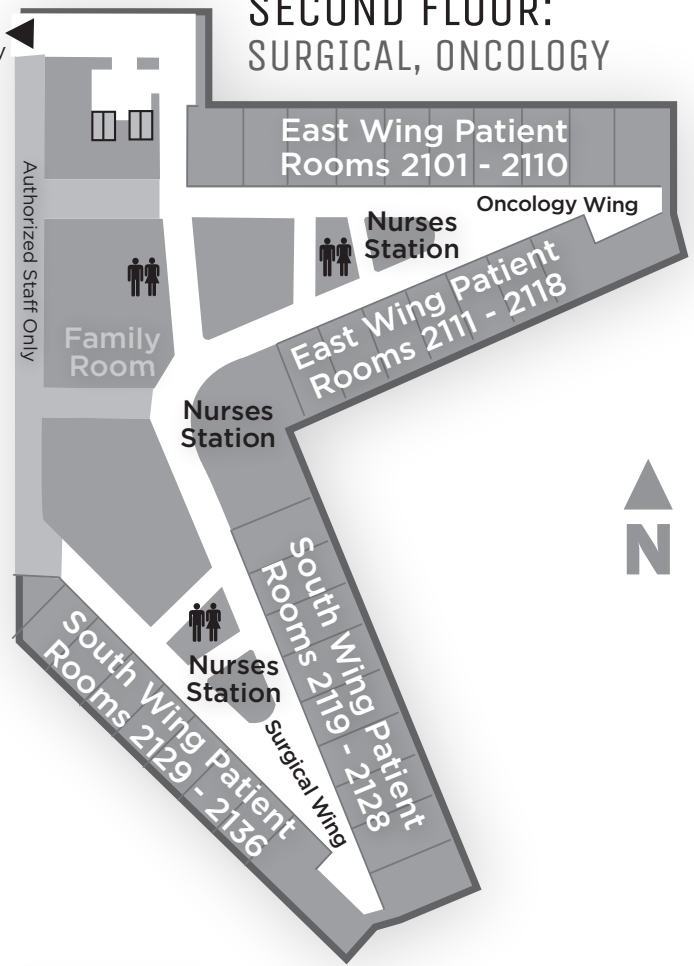 SECOND FLOOR:
SURGICAL, ONCOLOGY
East Wing Patient
Rooms 2101 - 2110
Oncology Wing
Nurses
Station
East Wing Patient
Rooms 2111 - 2118
Authorized Staff Only
Family
Room
Nurses
Station
N
South Wing Patient
Rooms 2119 - 2128
Nurses
Station
South Wing Patient
Rooms 2129 - 2136
Surgical Wing